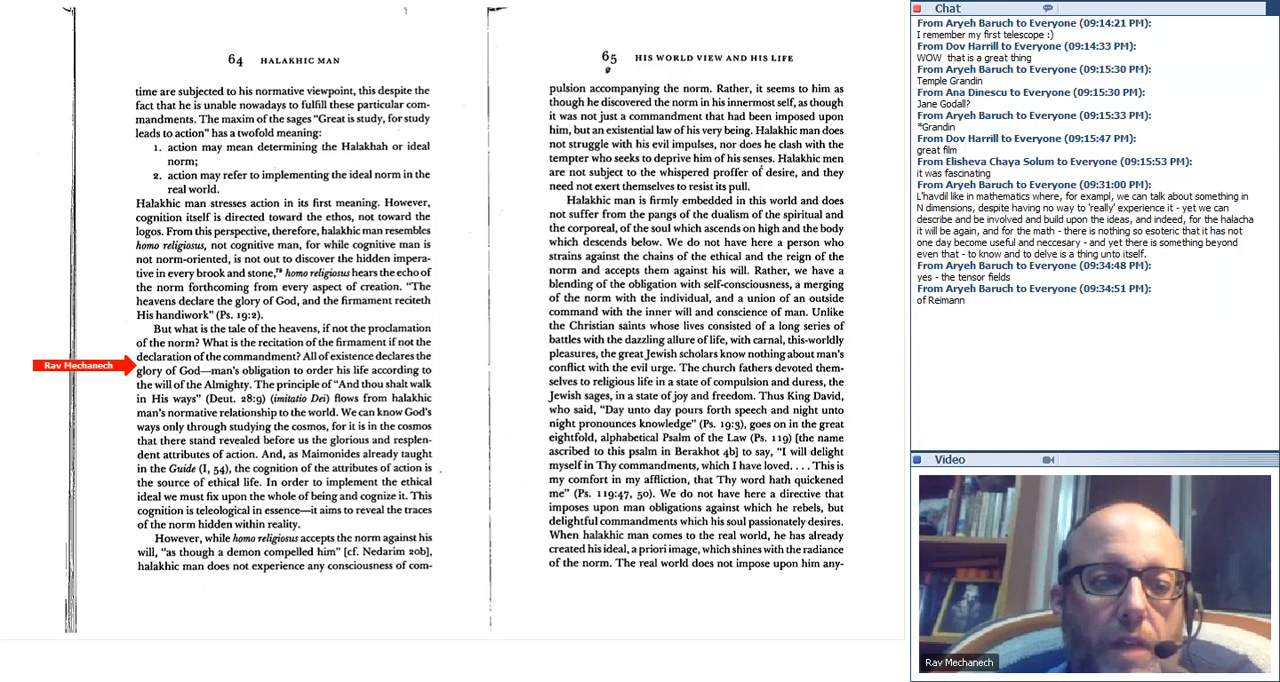 64 HALAKHIC MAN
time are subjected to his normative viewpoint, this despite the
fact that he is unable nowadays to fulfill these particular com-
mandments. The maxim of the sages "Great is study, for study
leads to action" has a twofold meaning:
1. action may mean determining the Halakhah or ideal
norm;
2. action may refer to implementing the ideal norm in the
real world.
Halakhic man stresses action in its first meaning. However,
cognition itself is directed toward the ethos, not toward the
logos. From this perspective, therefore, halakhic man resembles
homo religiosus, not cognitive man, for while cognitive man is
not norm-oriented, is not out to discover the hidden impera-
tive in every brook and stone,79 homo religiosus hears the echo of
the norm forthcoming from every aspect of creation. "The
heavens declare the glory of God, and the firmament reciteth
His handiwork" (Ps. 19:2).
But what is the tale of the heavens, if not the proclamation
of the norm? What is the recitation of the firmament if not the
declaration of the commandment? All of existence declares the
glory of God—man's obligation to order his life according to
the will of the Almighty. The principle of "And thou shalt walk
in His ways" (Deut. 28:9) (imitatio Dei) flows from halakhic
man's normative relationship to the world. We can know God's
ways only through studying the cosmos, for it is in the cosmos
that there stand revealed before us the glorious and resplen-
dent attributes of action. And, as Maimonides already taught
in the Guide (I, 54), the cognition of the attributes of action is
the source of ethical life. In order to implement the ethical
ideal we must fix upon the whole of being and cognize it. This
cognition is teleological in essence—it aims to reveal the traces
of the norm hidden within reality.
However, while homo religiosus accepts the norm against his
will, "as though a demon compelled him" [cf. Nedarim 20b],
halakhic man does not experience any consciousness of com-
Rav Mechanech
65 HIS WORLD VIEW AND HIS LIFE
pulsion accompanying the norm. Rather, it seems to him as
though he discovered the norm in his innermost self, as though
it was not just a commandment that had been imposed upon
him, but an existential law of his very being. Halakhic man does
not struggle with his evil impulses, nor does he clash with the
tempter who seeks to deprive him of his senses. Halakhic men
are not subject to the whispered proffer of desire, and they
need not exert themselves to resist its pull.
Halakhic man is firmly embedded in this world and does
not suffer from the pangs of the dualism of the spiritual and
the corporeal, of the soul which ascends on high and the body
which descends below. We do not have here a person who
strains against the chains of the ethical and the reign of the
norm and accepts them against his will. Rather, we have a
blending of the obligation with self-consciousness, a merging
of the norm with the individual, and a union of an outside
command with the inner will and conscience of man. Unlike
the Christian saints whose lives consisted of a long series of
battles with the dazzling allure of life, with carnal, this-worldly
pleasures, the great Jewish scholars know nothing about man's
conflict with the evil urge. The church fathers devoted them-
selves to religious life in a state of compulsion and duress, the
Jewish sages, in a state of joy and freedom. Thus King David,
who said, "Day unto day pours forth speech and night unto
night pronounces knowledge" (Ps. 19:3), goes on in the great
eightfold, alphabetical Psalm of the Law (Ps. 119) [the name
ascribed to this psalm in Berakhot 4b] to say, "I will delight
myself in Thy commandments, which I have loved. . . . This is
my comfort in my affliction, that Thy word hath quickened
me" (Ps. 119:47, 50). We do not have here a directive that
imposes upon man obligations against which he rebels, but
delightful commandments which his soul passionately desires.
When halakhic man comes to the real world, he has already
created his ideal, a priori image, which shines with the radiance
of the norm. The real world does not impose upon him any-
Chat
From Aryeh Baruch to Everyone (09:14:21 PM):
I remember my first telescope :)
From Dov Harrill to Everyone (09:14:33 PM):
WOW that is a great thing
From Aryeh Baruch to Everyone (09:15:30 PM):
Temple Grandin
From Ana Dinescu to Everyone (09:15:30 PM):
Jane Godall?
From Aryeh Baruch to Everyone (09:15:33 PM):
*Grandin
From Dov Harrill to Everyone (09:15:47 PM):
great film
From Elisheva Chaya Solum to Everyone (09:15:53 PM):
it was fascinating
From Aryeh Baruch to Everyone (09:31:00 PM):
L'havdil like in mathematics where, for exampl, we can talk about something in
N dimensions, despite having no way to 'really' experience it - yet we can
describe and be involved and build upon the ideas, and indeed, for the halacha
it will be again, and for the math - there is nothing so esoteric that it has not
one day become useful and neccesary - and yet there is something beyond
even that - to know and to delve is a thing unto itself.
From Aryeh Baruch to Everyone (09:34:48 PM):
yes - the tensor fields
From Aryeh Baruch to Everyone (09:34:51 PM):
of Reimann
Video
Rav Mechanech